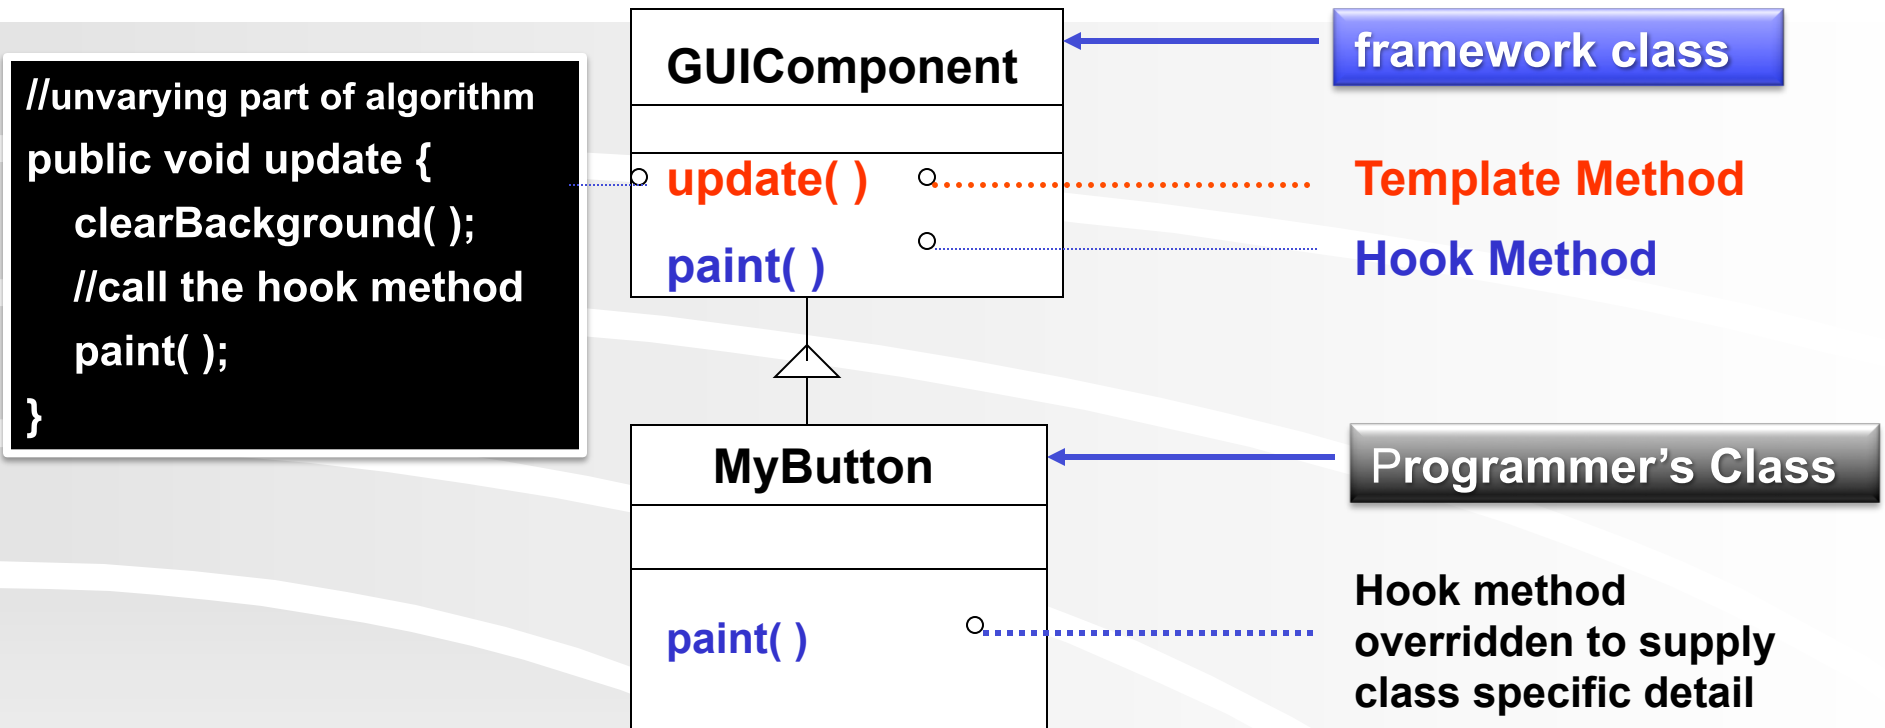 //unvarying part of algorithm
public void update {
clearBackground( );
//call the hook method
paint( );
}
GUIComponent
update( )
paint( )
framework class
Template Method
Hook Method
MyButton
paint( )
Programmer’s Class
Hook method
overridden to supply
class specific detail